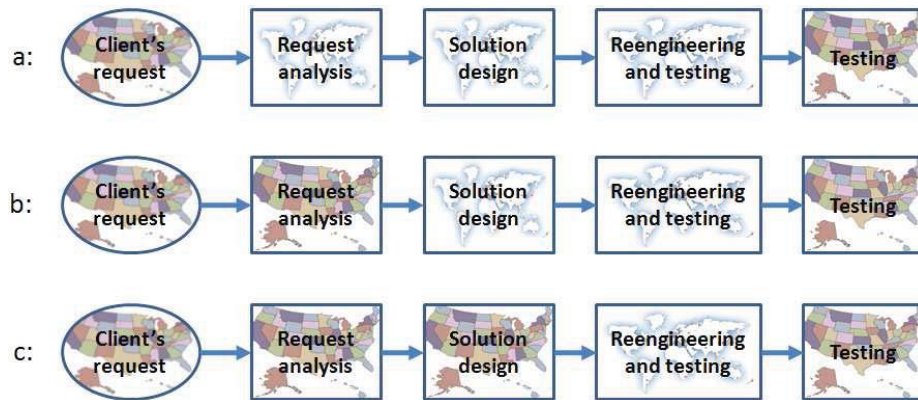 a:
Client's
request
Request
analysis
Solution
design
Reengineering
and testing
Testing
b:
Client's
request
Request
analysis
Solution
design
Reengineering
and testing
Testing
c:
Client's
request
Request
analysis
Solution
design
Reengineering
and testing
Testing